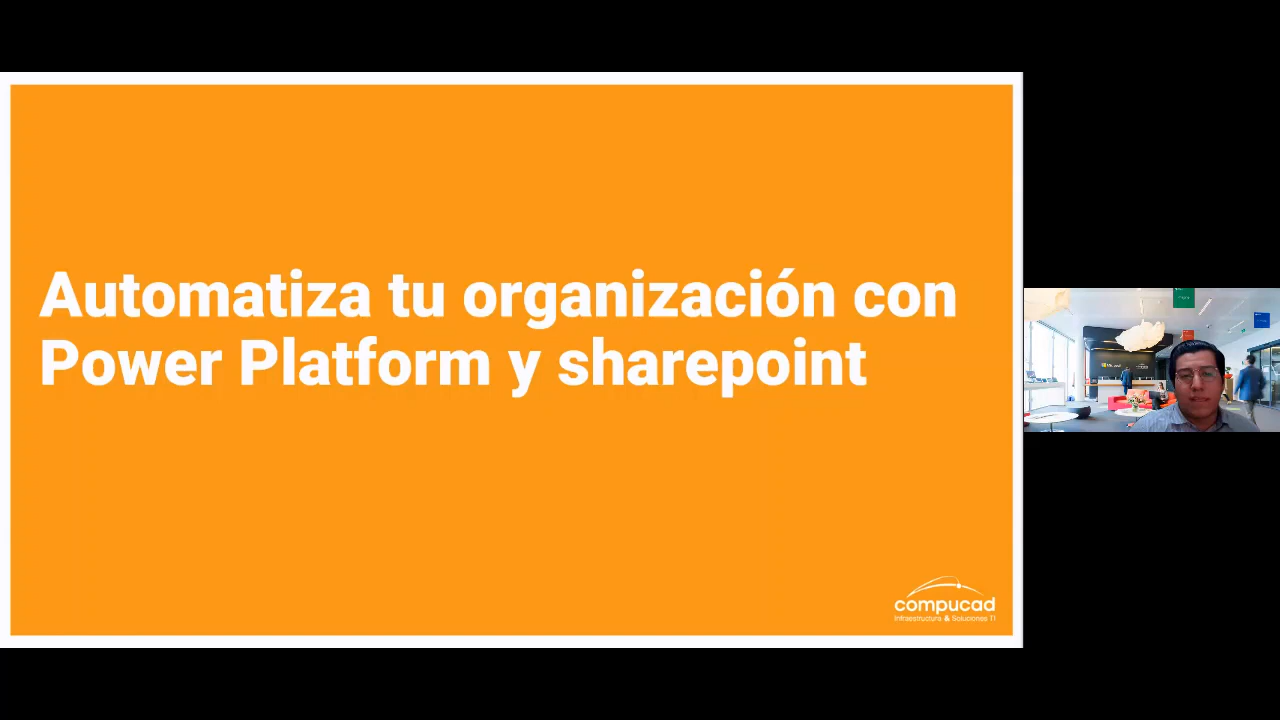 Automatiza tu organización con
Power Platform y sharepoint
compucad
Infraestructura & Soluciones TI